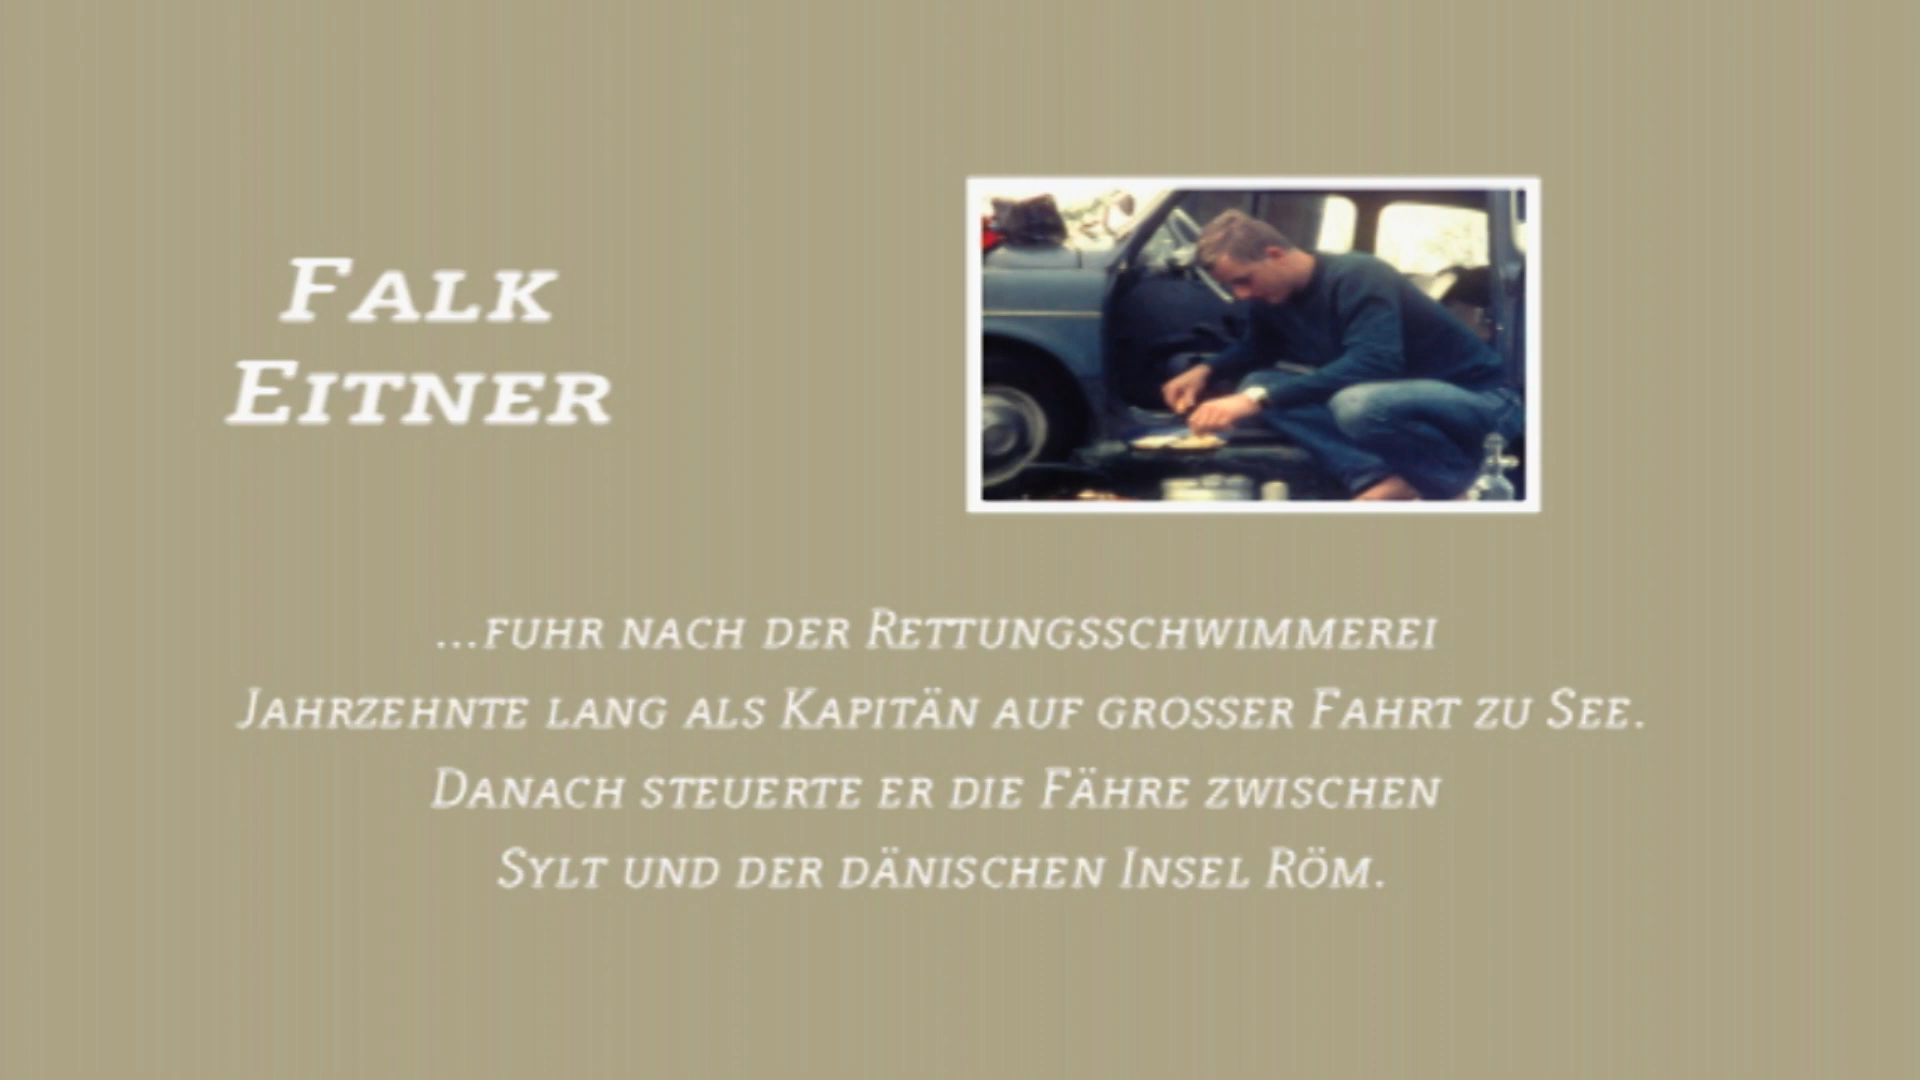 Falk
Eitner
...fuhr nach der Rettungsschwimmerei
Jahrzehnte lang als Kapitän auf grosser Fahrt zu See.
Danach steuerte er die Fähre zwischen
Sylt und der dänischen Insel Röm.